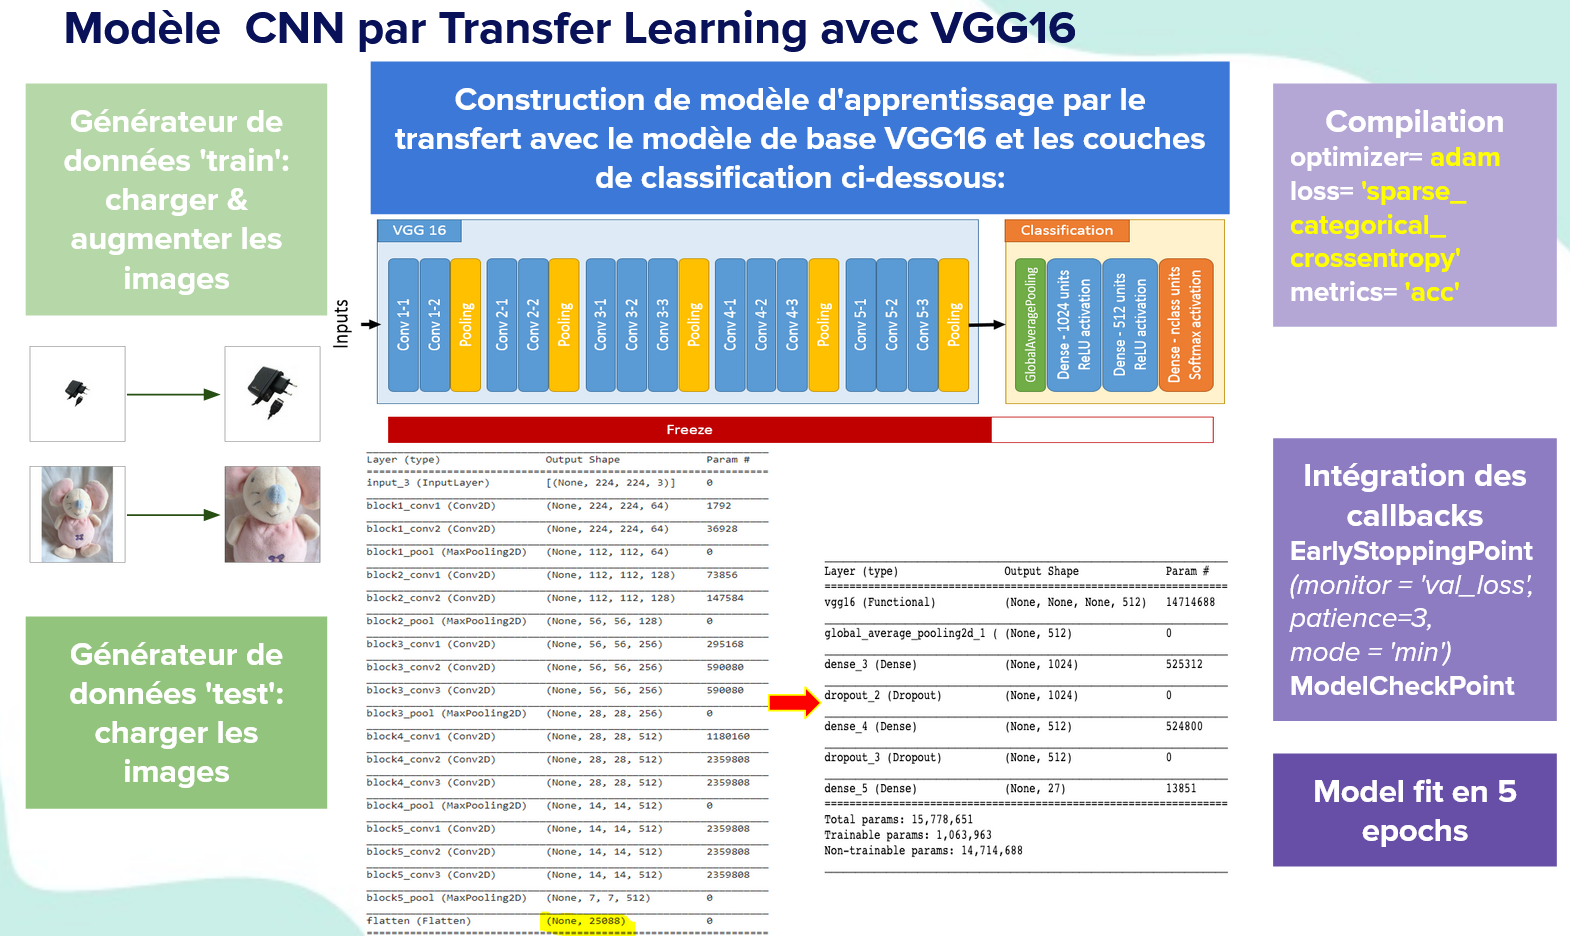 Modèle CNN par Transfer Learning avec VGG16
Générateur de
données 'train':
charger &
augmenter les
images
Générateur de
données 'test':
charger les
images
Construction de modèle d'apprentissage par le
transfert avec le modèle de base VGG16 et les couches
de classification ci-dessous:
Inputs
VGG 16
Conv 1-1
Conv 1-2
Pooling
Conv 2-1
Conv 2-2
Pooling
Conv 3-1
Conv 3-2
Conv 3-3
Pooling
Conv 4-1
Conv 4-2
Conv 4-3
Pooling
Conv 5-1
Conv 5-2
Conv 5-3
Pooling
Classification
GlobalAveragePooling
Dense - 1024 units
ReLU activation
Dense - 512 units
ReLU activation
Dense - nclass units
Softmax activation
Freeze
Layer (type) Output Shape Param #
input_3 (InputLayer) [(None, 224, 224, 3)] 0
block1_conv1 (Conv2D) (None, 224, 224, 64) 1792
block1_conv2 (Conv2D) (None, 224, 224, 64) 36928
block1_pool (MaxPooling2D) (None, 112, 112, 64) 0
block2_conv1 (Conv2D) (None, 112, 112, 128) 73856
block2_conv2 (Conv2D) (None, 112, 112, 128) 147584
block2_pool (MaxPooling2D) (None, 56, 56, 128) 0
block3_conv1 (Conv2D) (None, 56, 56, 256) 295168
block3_conv2 (Conv2D) (None, 56, 56, 256) 590080
block3_conv3 (Conv2D) (None, 56, 56, 256) 590080
block3_pool (MaxPooling2D) (None, 28, 28, 256) 0
block4_conv1 (Conv2D) (None, 28, 28, 512) 1180160
block4_conv2 (Conv2D) (None, 28, 28, 512) 2359808
block4_conv3 (Conv2D) (None, 28, 28, 512) 2359808
block4_pool (MaxPooling2D) (None, 14, 14, 512) 0
block5_conv1 (Conv2D) (None, 14, 14, 512) 2359808
block5_conv2 (Conv2D) (None, 14, 14, 512) 2359808
block5_conv3 (Conv2D) (None, 14, 14, 512) 2359808
block5_pool (MaxPooling2D) (None, 7, 7, 512) 0
flatten (Flatten) (None, 25088) 0
Layer (type) Output Shape Param #
vgg16 (Functional) (None, None, None, 512) 14714688
global_average_pooling2d_1 ( (None, 512) 0
dense_3 (Dense) (None, 1024) 525312
dropout_2 (Dropout) (None, 1024) 0
dense_4 (Dense) (None, 512) 524800
dropout_3 (Dropout) (None, 512) 0
dense_5 (Dense) (None, 27) 13851
Total params: 15,778,651
Trainable params: 1,063,963
Non-trainable params: 14,714,688
Compilation
optimizer= adam
loss= 'sparse_
categorical_
crossentropy'
metrics= 'acc'
Intégration des
callbacks
EarlyStoppingPoint
(monitor = 'val_loss',
patience=3,
mode = 'min')
ModelCheckPoint
Model fit en 5
epochs